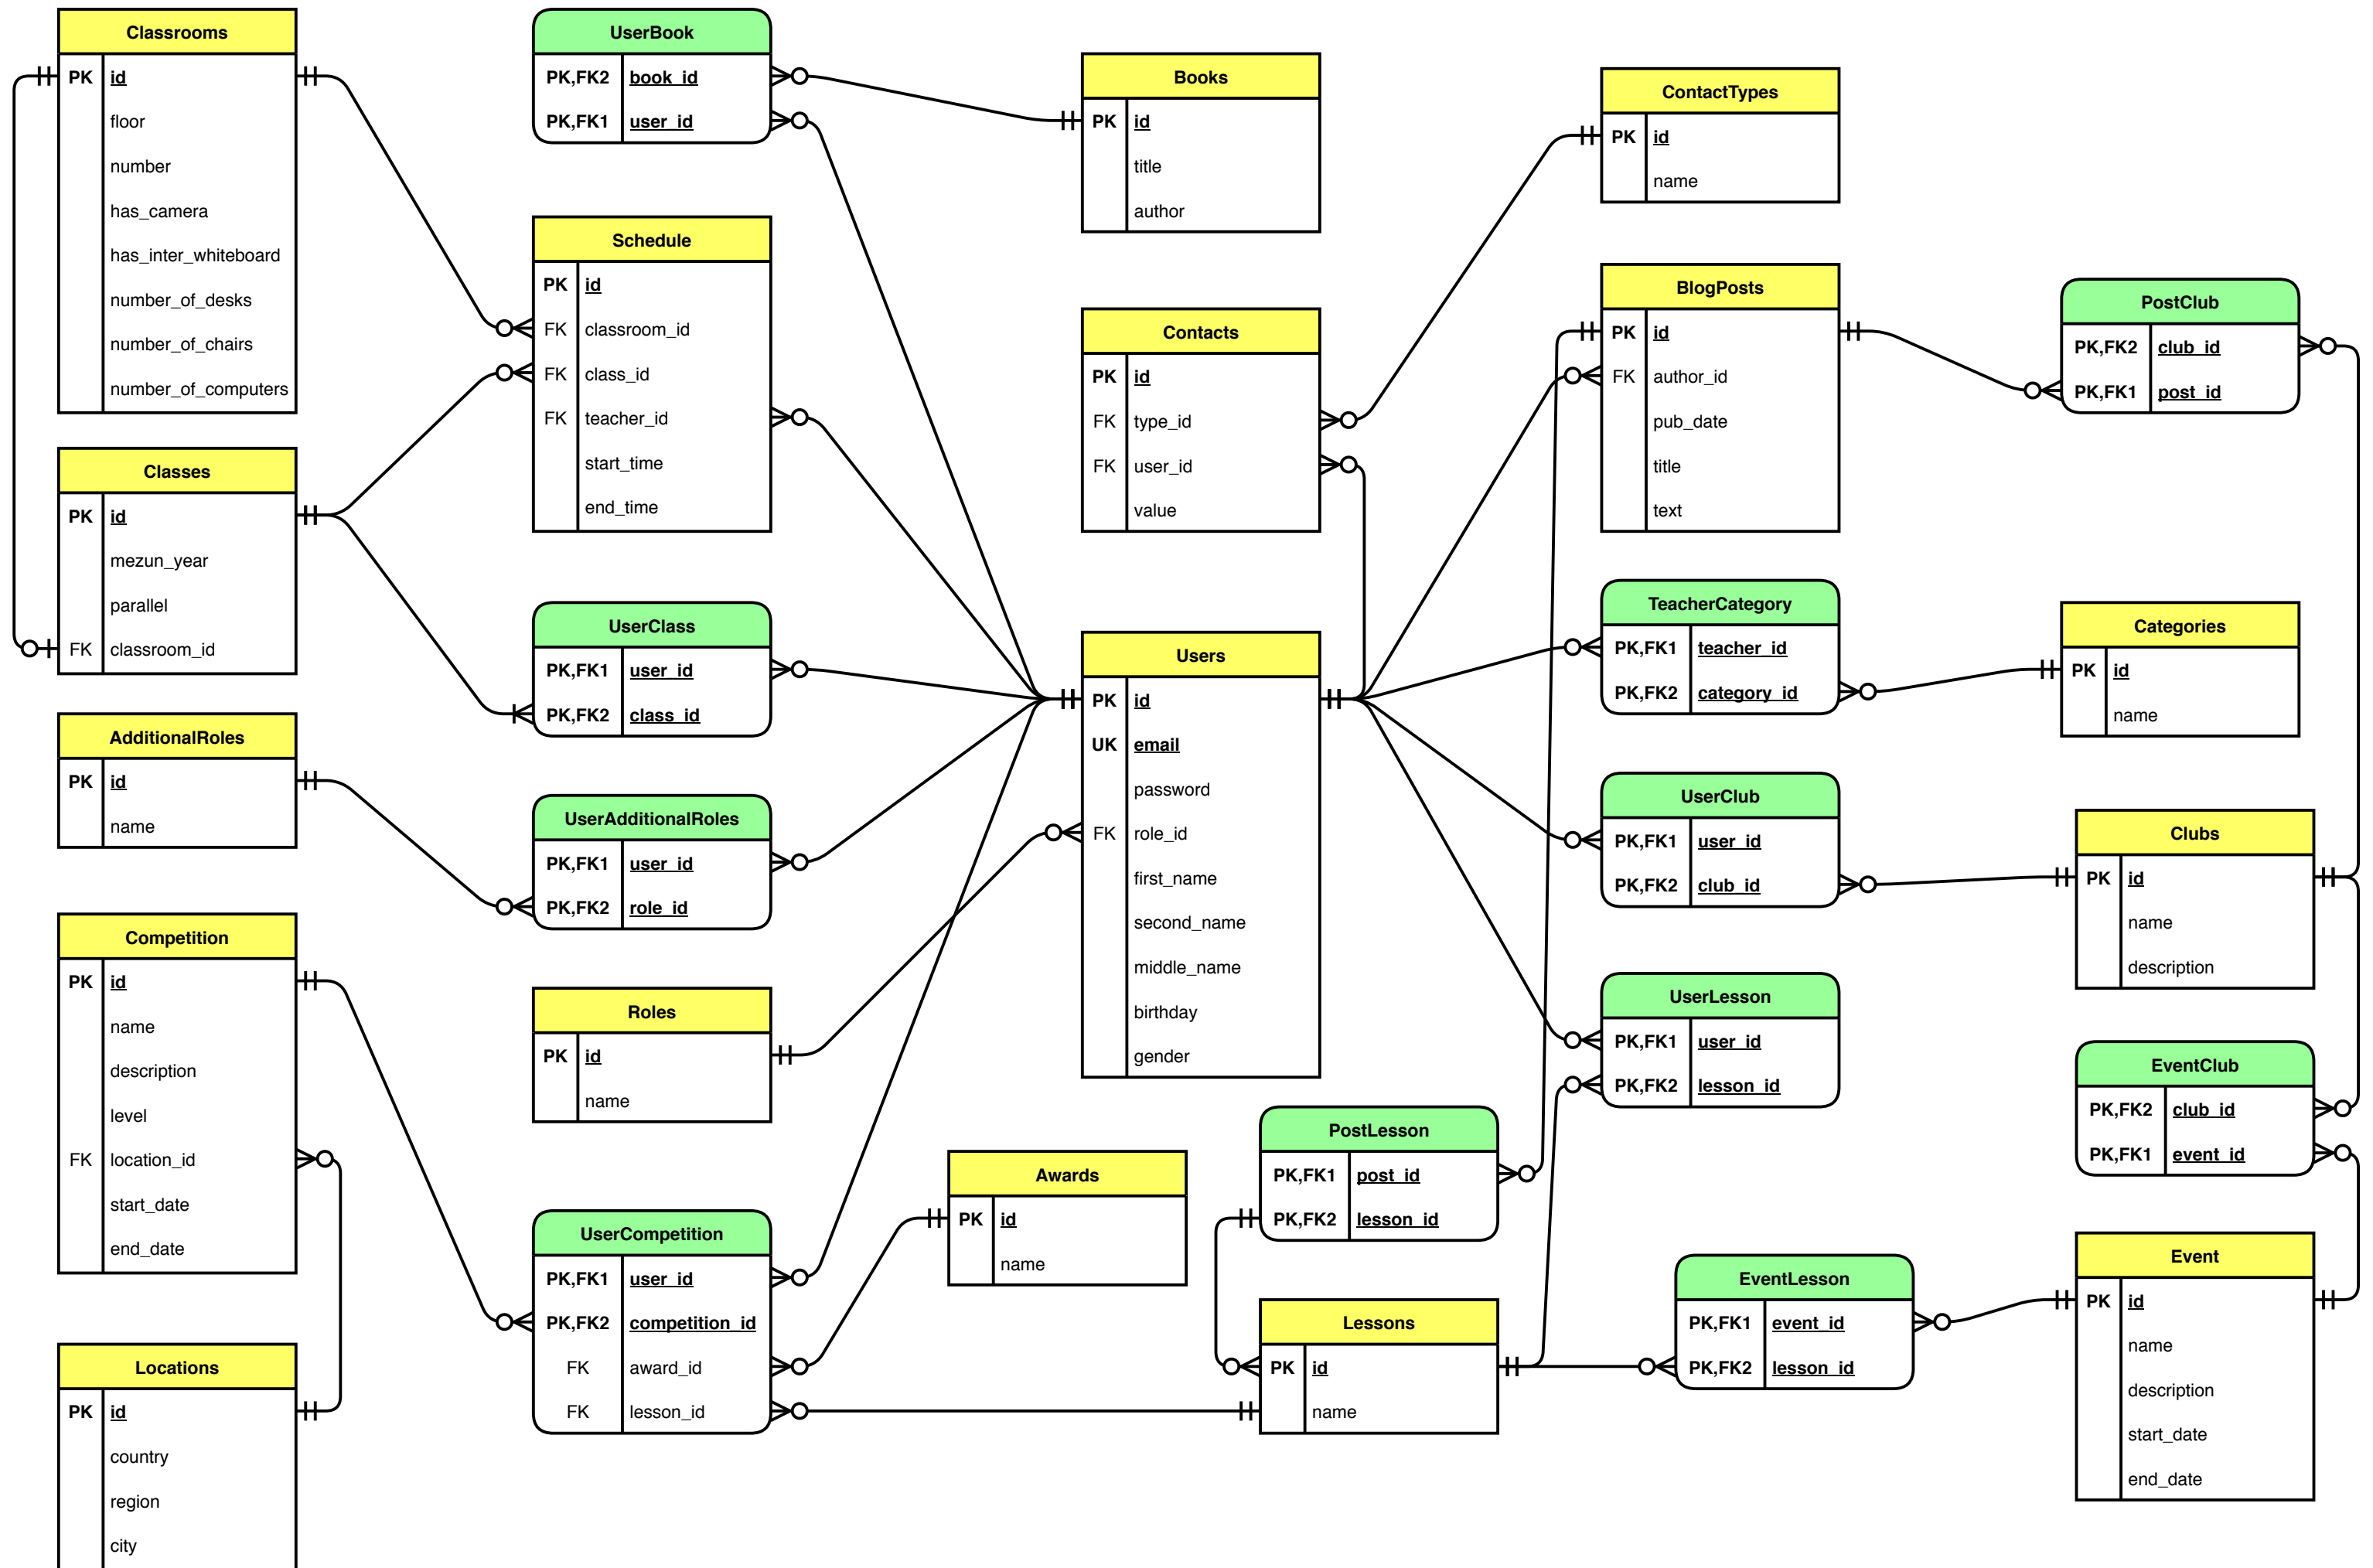 Classrooms
PK id
floor
number
has_camera
has_inter_whiteboard
number_of_desks
number_of_chairs
number_of_computers
Classes
PK id
mezun_year
parallel
FK classroom_id
AdditionalRoles
PK id
name
Competition
PK id
name
description
level
FK location_id
start_date
end_date
Locations
PK id
country
region
city
UserBook
PK,FK2 book_id
PK,FK1 user_id
Schedule
PK id
FK classroom_id
FK class_id
FK teacher_id
start_time
end_time
UserClass
PK,FK1 user_id
PK,FK2 class_id
UserAdditionalRoles
PK,FK1 user_id
PK,FK2 role_id
Roles
PK id
name
UserCompetition
PK,FK1 user_id
PK,FK2 competition_id
FK award_id
FK lesson_id
Books
PK id
title
author
Contacts
PK id
FK type_id
FK user_id
value
Users
PK id
UK email
password
FK role_id
first_name
second_name
middle_name
birthday
gender
Awards
PK id
name
PostLesson
PK,FK1 post_id
PK,FK2 lesson_id
Lessons
PK id
name
ContactTypes
PK id
name
BlogPosts
PK id
FK author_id
pub_date
title
text
TeacherCategory
PK,FK1 teacher_id
PK,FK2 category_id
UserClub
PK,FK1 user_id
PK,FK2 club_id
UserLesson
PK,FK1 user_id
PK,FK2 lesson_id
EventLesson
PK,FK1 event_id
PK,FK2 lesson_id
PostClub
PK,FK2 club_id
PK,FK1 post_id
Categories
PK id
name
Clubs
PK id
name
description
EventClub
PK,FK2 club_id
PK,FK1 event_id
Event
PK id
name
description
start_date
end_date